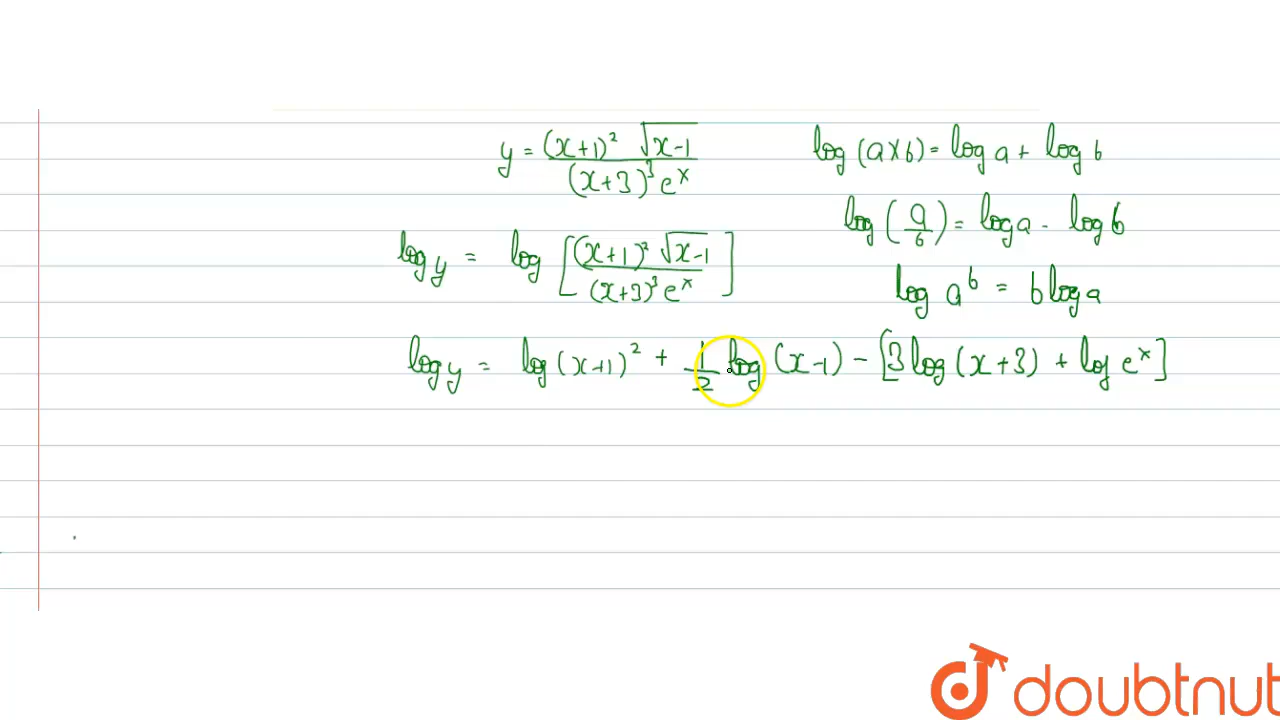 y = (x+1)² √x-1 / (x+3)³ eˣ
log (a×b) = log a + log b
log (a/b) = log a - log b
log y = log [(x+1)² √x-1 / (x+3)³ eˣ]
log aᵇ = b log a
log y = log (x+1)² + 1/2 log (x-1) - [3 log (x+3) + log eˣ]
doubtnut